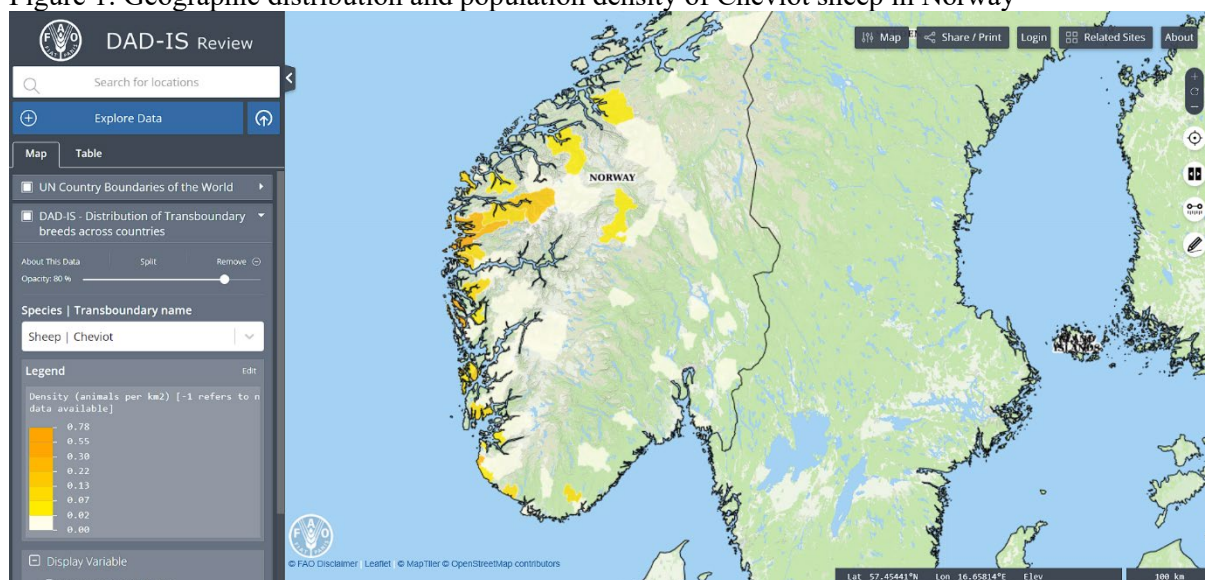 Figure 1: Geographic distribution and population density of Cheviot sheep in Norway
FAO
FIAT PANIS
DAD-IS Review
Search for locations
Explore Data
Map Table
UN Country Boundaries of the World
DAD-IS - Distribution of Transboundary
breeds across countries
About This Data Split Remove
Opacity: 80 %
Species | Transboundary name
Sheep | Cheviot
Legend Edit
Density (animals per km2) [-1 refers to n
data available]
0.78
0.55
0.30
0.22
0.13
0.07
0.02
0.00
Display Variable
Map Share / Print Login Related Sites About
NORWAY
ISLANDS
FAO
© FAO Disclaimer | Leaflet | © MapTiler © OpenStreetMap contributors
Lat 57.45441°N Lon 16.65814°E Elev
100 km